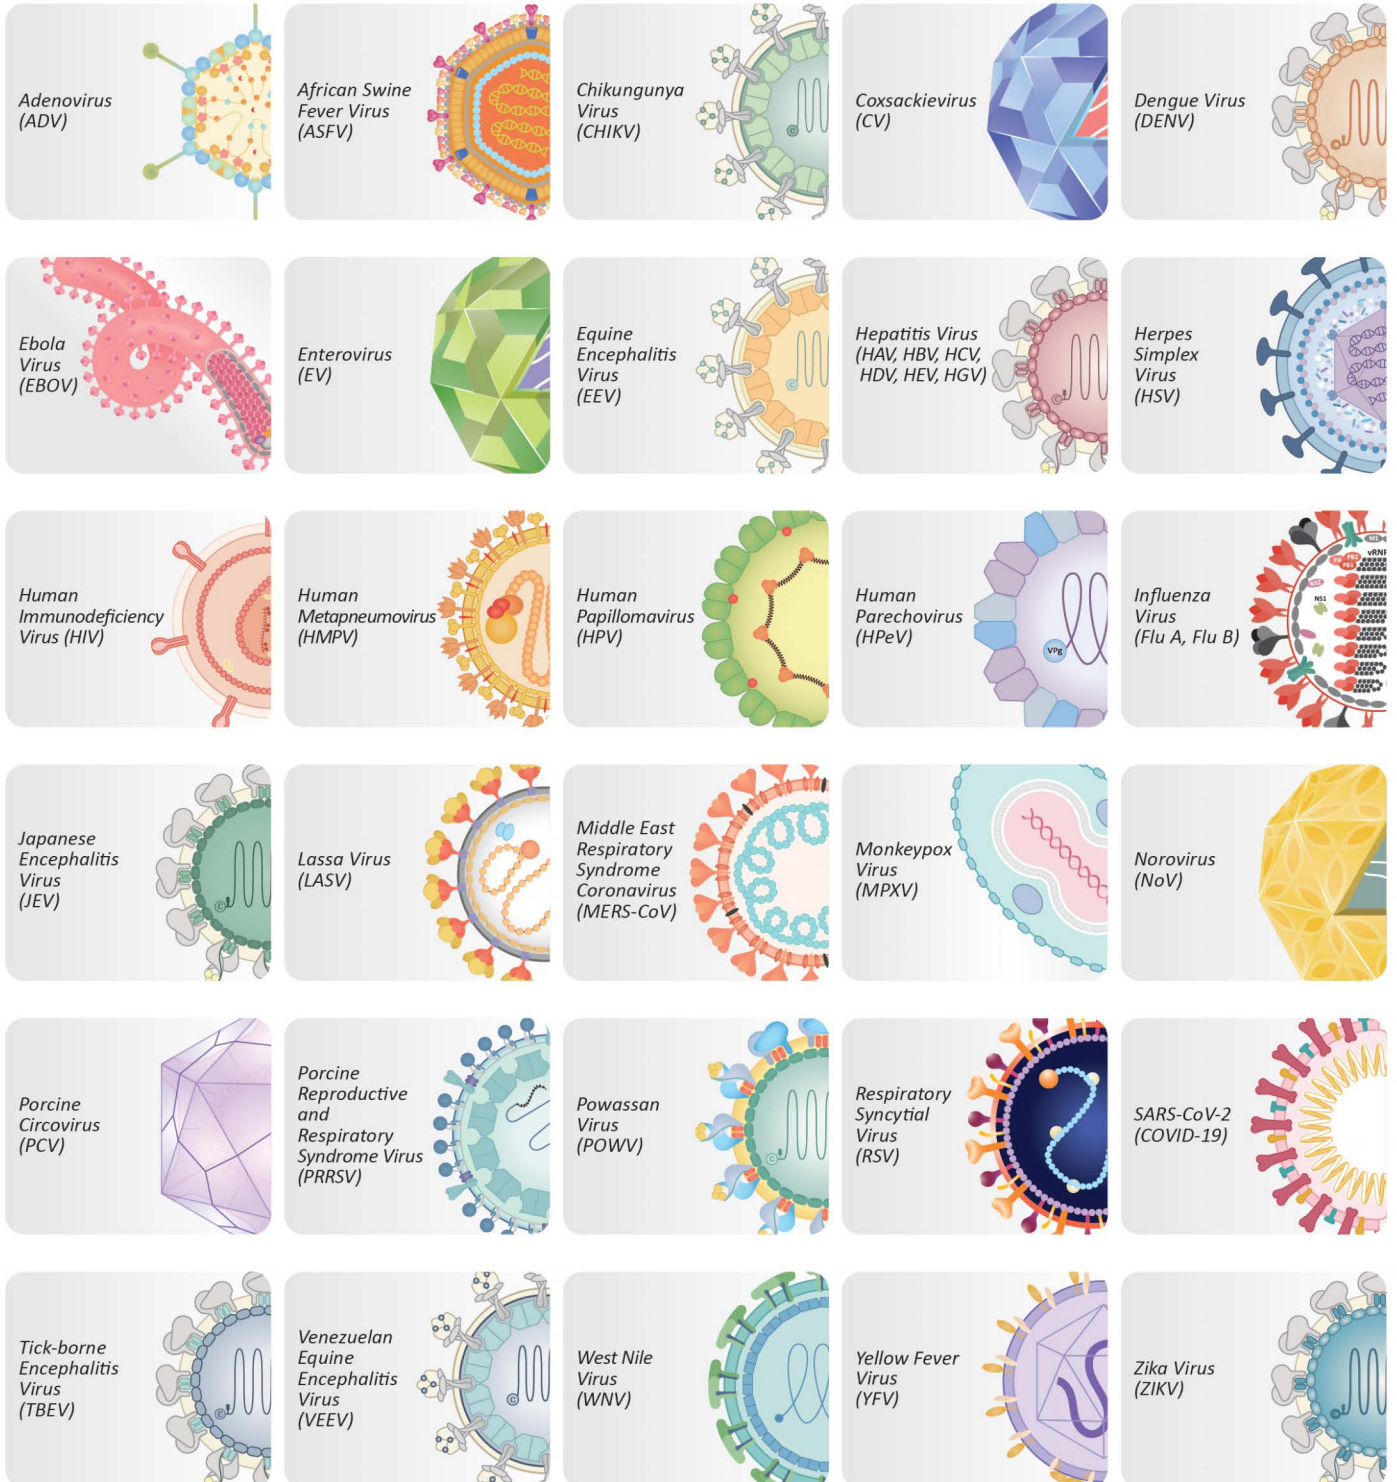 Adenovirus
(ADV)
African Swine
Fever Virus
(ASFV)
Chikungunya
Virus
(CHIKV)
C
Coxsackievirus
(CV)
Dengue Virus
(DENV)
Ebola
Virus
(EBOV)
Enterovirus
(EV)
Equine
Encephalitis
Virus
(EEV)
C
Hepatitis Virus
(HAV, HBV, HCV,
HDV, HEV, HGV)
C
Herpes
Simplex
Virus
(HSV)
Human
Immunodeficiency
Virus (HIV)
Human
Metapneumovirus
(HMPV)
Human
Papillomavirus
(HPV)
Human
Parechovirus
(HPeV)
VPg
Influenza
Virus
(Flu A, Flu B)
M1
vRNP
PA PB2
PB1
NS1
Japanese
Encephalitis
Virus
(JEV)
C
Lassa Virus
(LASV)
Middle East
Respiratory
Syndrome
Coronavirus
(MERS-CoV)
Monkeypox
Virus
(MPXV)
Norovirus
(NoV)
Porcine
Circovirus
(PCV)
Porcine
Reproductive
and
Respiratory
Syndrome Virus
(PRRSV)
Powassan
Virus
(POWV)
C
Respiratory
Syncytial
Virus
(RSV)
SARS-CoV-2
(COVID-19)
Tick-borne
Encephalitis
Virus
(TBEV)
C
Venezuelan
Equine
Encephalitis
Virus
(VEEV)
C
West Nile
Virus
(WNV)
Yellow Fever
Virus
(YFV)
Zika Virus
(ZIKV)